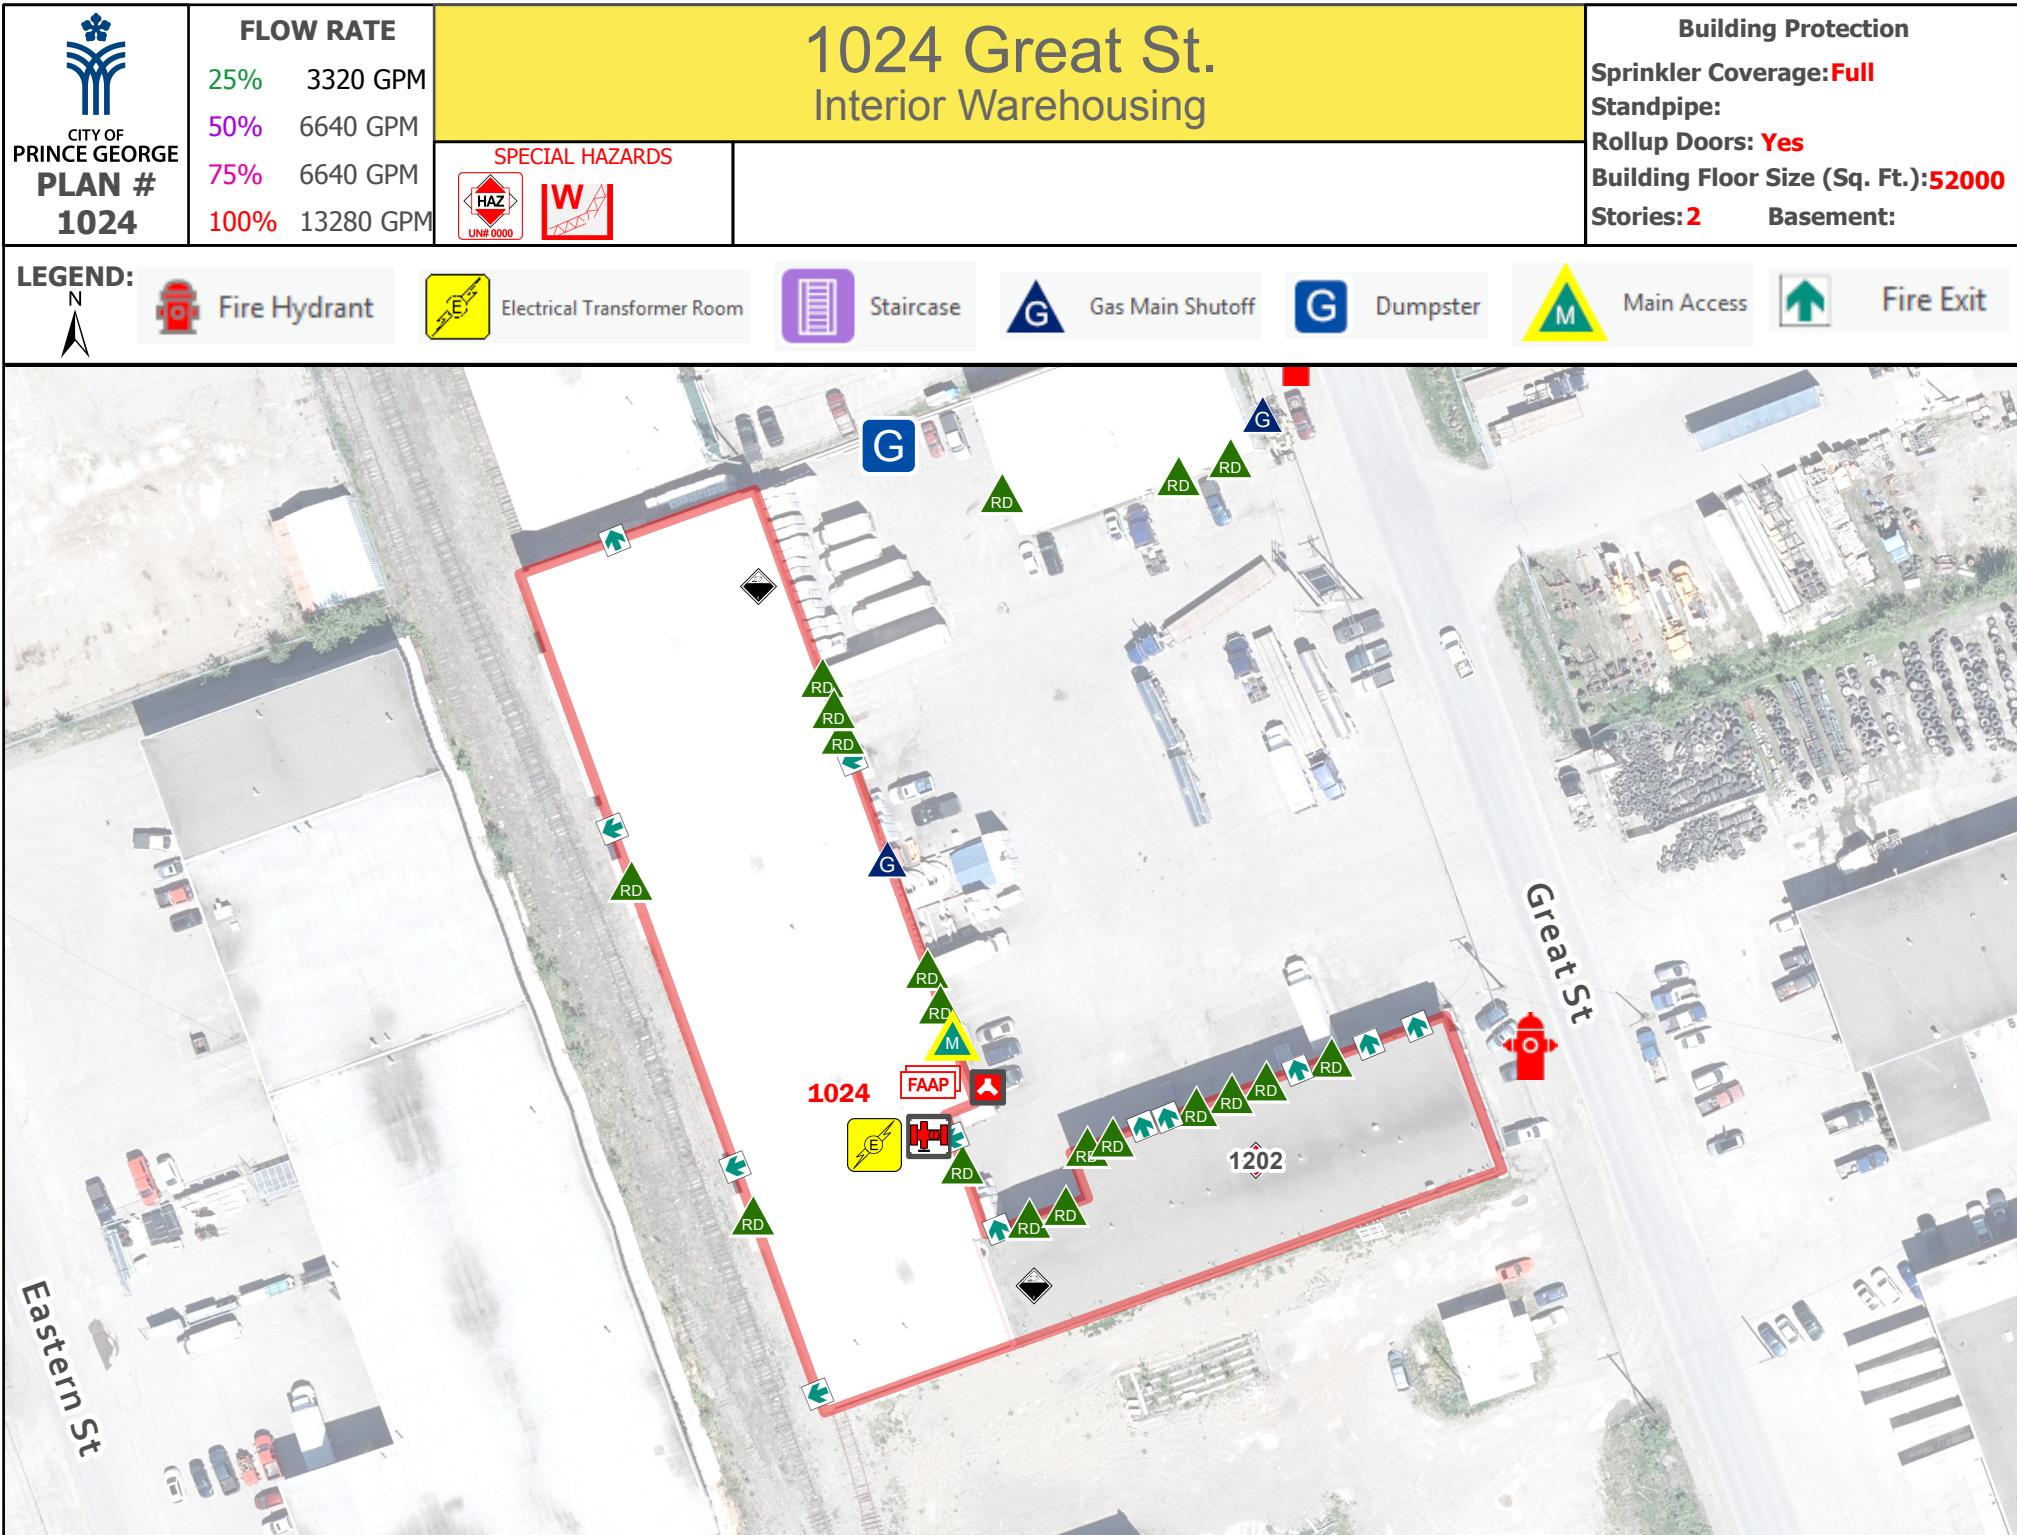 CITY OF
PRINCE GEORGE
PLAN #
1024
FLOW RATE
25% 3320 GPM
50% 6640 GPM
75% 6640 GPM
100% 13280 GPM
1024 Great St.
Interior Warehousing
SPECIAL HAZARDS
HAZ
UN# 0000
W
Building Protection
Sprinkler Coverage: Full
Standpipe:
Rollup Doors: Yes
Building Floor Size (Sq. Ft.): 52000
Stories: 2 Basement:
LEGEND:
N
Fire Hydrant
E
Electrical Transformer Room
Staircase
G
Gas Main Shutoff
G
Dumpster
M
Main Access
Fire Exit
G
G
RD
RD
RD
RD
RD
RD
G
RD
RD
RD
M
1024
FAAP
E
RD
RD
RD
RD
RD
RD
RD
RD
RD
RD
RD
1202
Great St
Eastern St